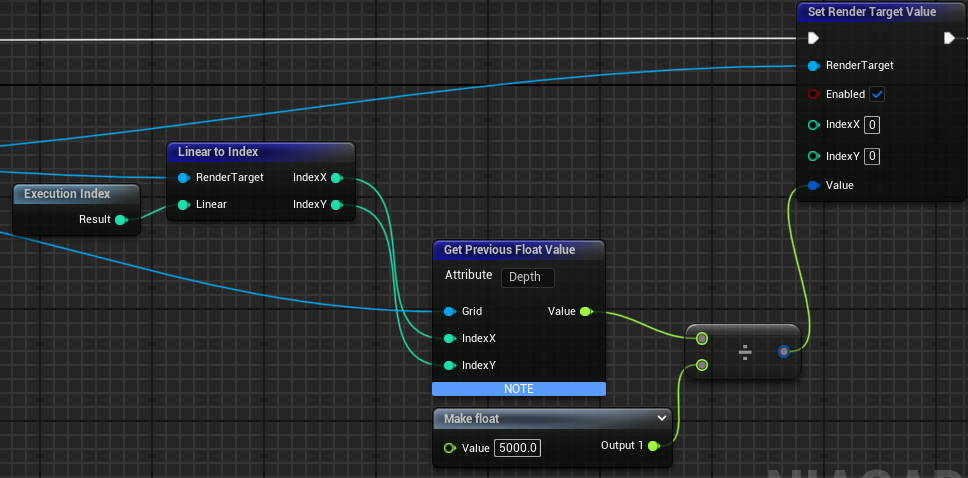 Set Render Target Value
RenderTarget
Enabled
IndexX 0
IndexY 0
Value
Linear to Index
RenderTarget IndexX
Linear IndexY
Execution Index
Result
Get Previous Float Value
Attribute Depth
Grid Value
IndexX
IndexY
NOTE
÷
Make float
Value 5000.0 Output 1